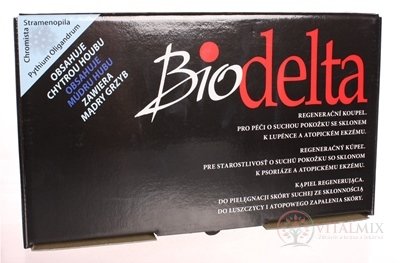 Chromista
Stramenopila
Pythium Oligandrum
OBSAHUJE
CHYTROU HOUBU
OBSAHUJE
MÚDRU HUBU
ZAWIERA
MĄDRY GRZYB
Biodelta
REGENERAČNÍ KOUPEL.
PRO PÉČI O SUCHOU POKOŽKU SE SKLONEM
K LUPÉNCE A ATOPICKÉM EKZÉMU.
REGENERAČNÝ KÚPEL.
PRE STAROSTLIVOSŤ O SUCHÚ POKOŽKU SO SKLONOM
K PSORIÁZE A ATOPICKÉMU EKZÉMU.
KĄPIEL REGENERUJĄCA.
DO PIELĘGNACJI SKÓRY SUCHEJ ZE SKŁONNOŚCIĄ
DO ŁUSZCZYCY I ATOPOWEGO ZAPALENIA SKÓRY.
VITALMIX